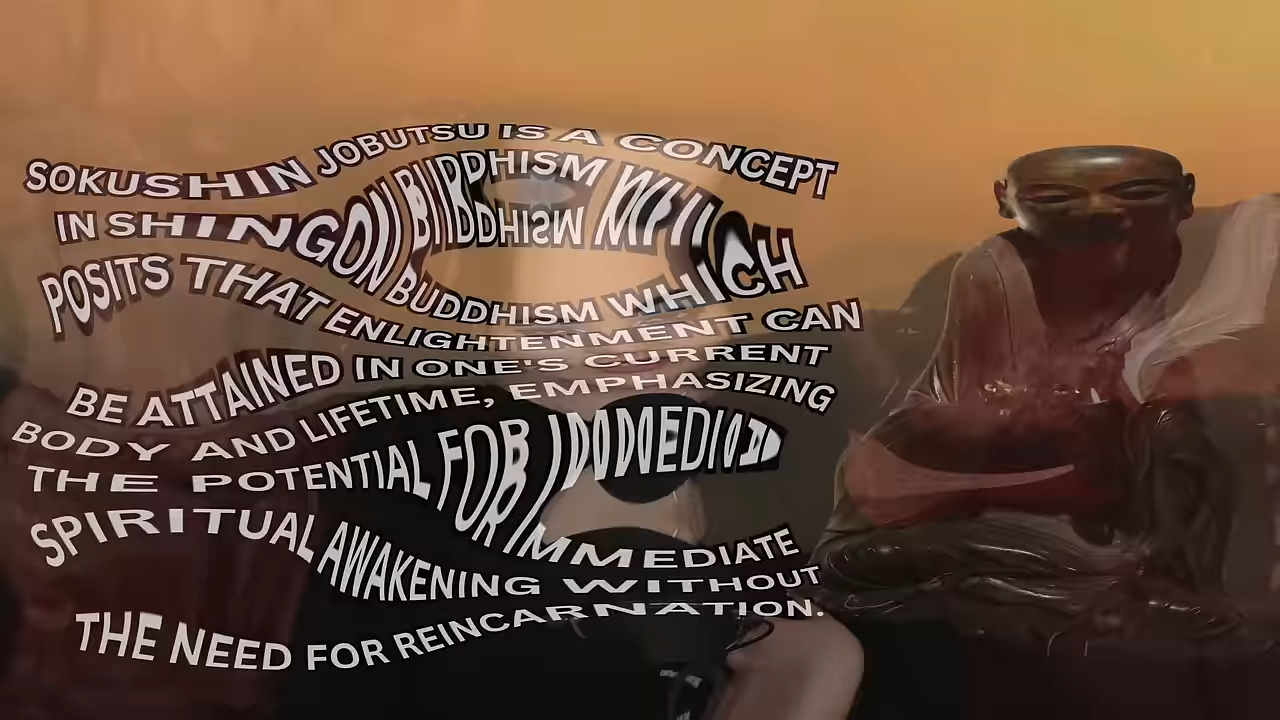 SOKUSHIN JOBUTSU IS A CONCEPT
IN SHINGON BUDDHISM WHICH
POSITS THAT ENLIGHTENMENT CAN
BE ATTAINED IN ONE'S CURRENT
BODY AND LIFETIME, EMPHASIZING
THE POTENTIAL FOR IMMEDIATE
SPIRITUAL AWAKENING WITHOUT
THE NEED FOR REINCARNATION.